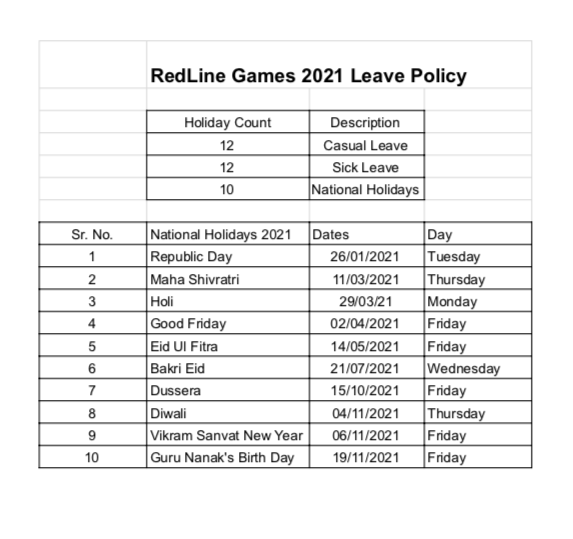 RedLine Games 2021 Leave Policy
Holiday Count Description
12 Casual Leave
12 Sick Leave
10 National Holidays
Sr. No. National Holidays 2021 Dates Day
1 Republic Day 26/01/2021 Tuesday
2 Maha Shivratri 11/03/2021 Thursday
3 Holi 29/03/21 Monday
4 Good Friday 02/04/2021 Friday
5 Eid Ul Fitra 14/05/2021 Friday
6 Bakri Eid 21/07/2021 Wednesday
7 Dussera 15/10/2021 Friday
8 Diwali 04/11/2021 Thursday
9 Vikram Sanvat New Year 06/11/2021 Friday
10 Guru Nanak's Birth Day 19/11/2021 Friday